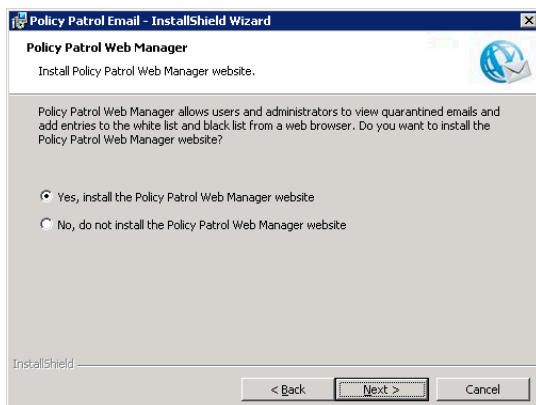 Policy Patrol Email - InstallShield Wizard
Policy Patrol Web Manager
Install Policy Patrol Web Manager website.
Policy Patrol Web Manager allows users and administrators to view quarantined emails and
add entries to the white list and black list from a web browser. Do you want to install the
Policy Patrol Web Manager website?
Yes, install the Policy Patrol Web Manager website
No, do not install the Policy Patrol Web Manager website
InstallShield
< Back
Next >
Cancel